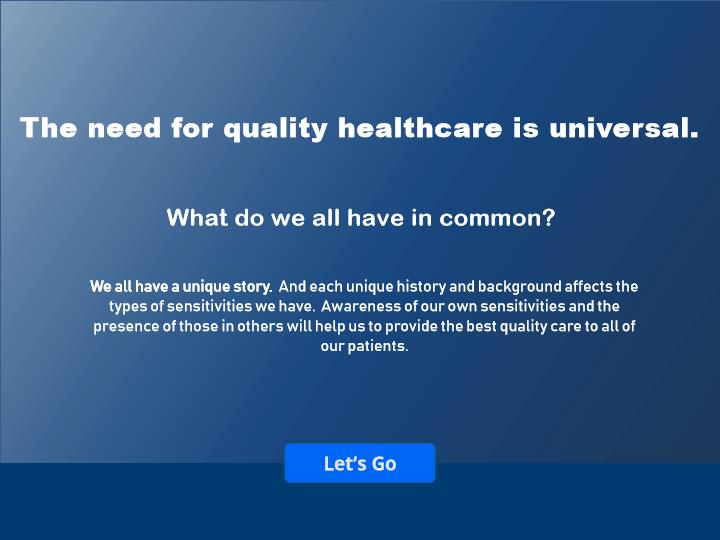 The need for quality healthcare is universal.
What do we all have in common?
We all have a unique story.  And each unique history and background affects the
types of sensitivities we have.  Awareness of our own sensitivities and the
presence of those in others will help us to provide the best quality care to all of
our patients.
Let's Go